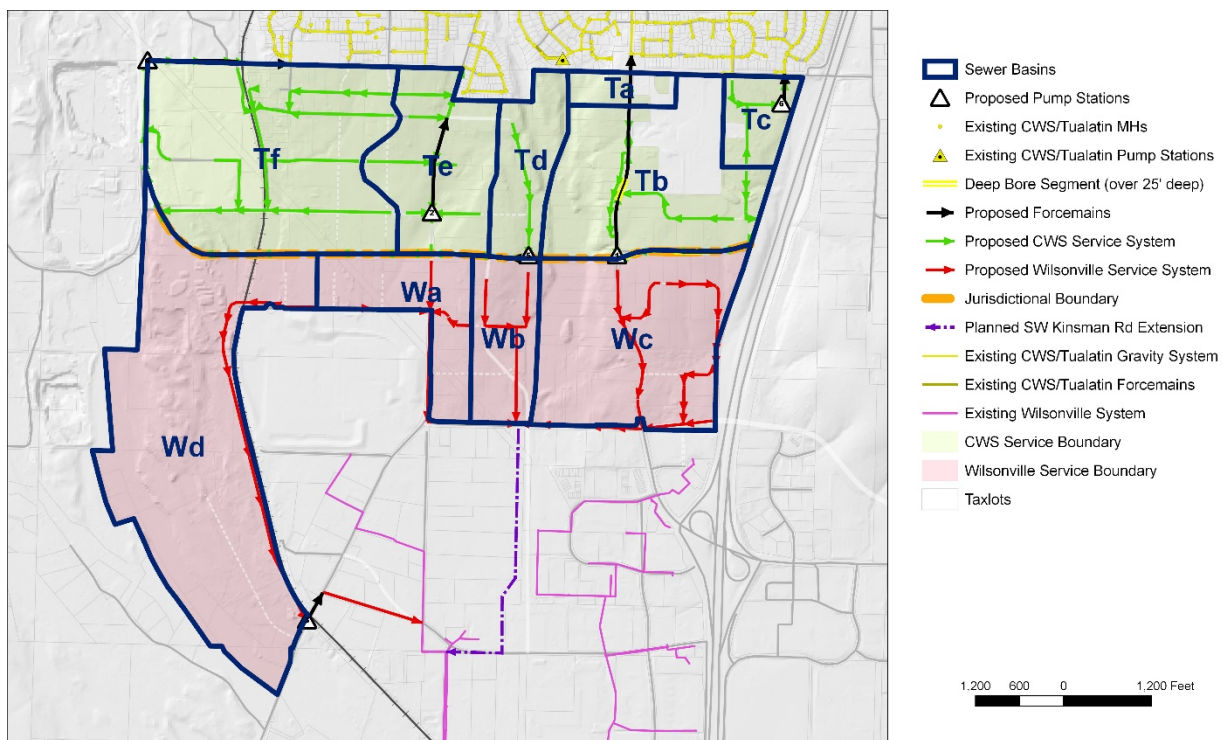 Ta
Tc
6
Tf
Te
Td
Tb
2
Wa
Wb
Wc
Wd
Sewer Basins
Proposed Pump Stations
Existing CWS/Tualatin MHs
Existing CWS/Tualatin Pump Stations
Deep Bore Segment (over 25' deep)
Proposed Forcemains
Proposed CWS Service System
Proposed Wilsonville Service System
Jurisdictional Boundary
Planned SW Kinsman Rd Extension
Existing CWS/Tualatin Gravity System
Existing CWS/Tualatin Forcemains
Existing Wilsonville System
CWS Service Boundary
Wilsonville Service Boundary
Taxlots
1,200 600 0 1,200 Feet